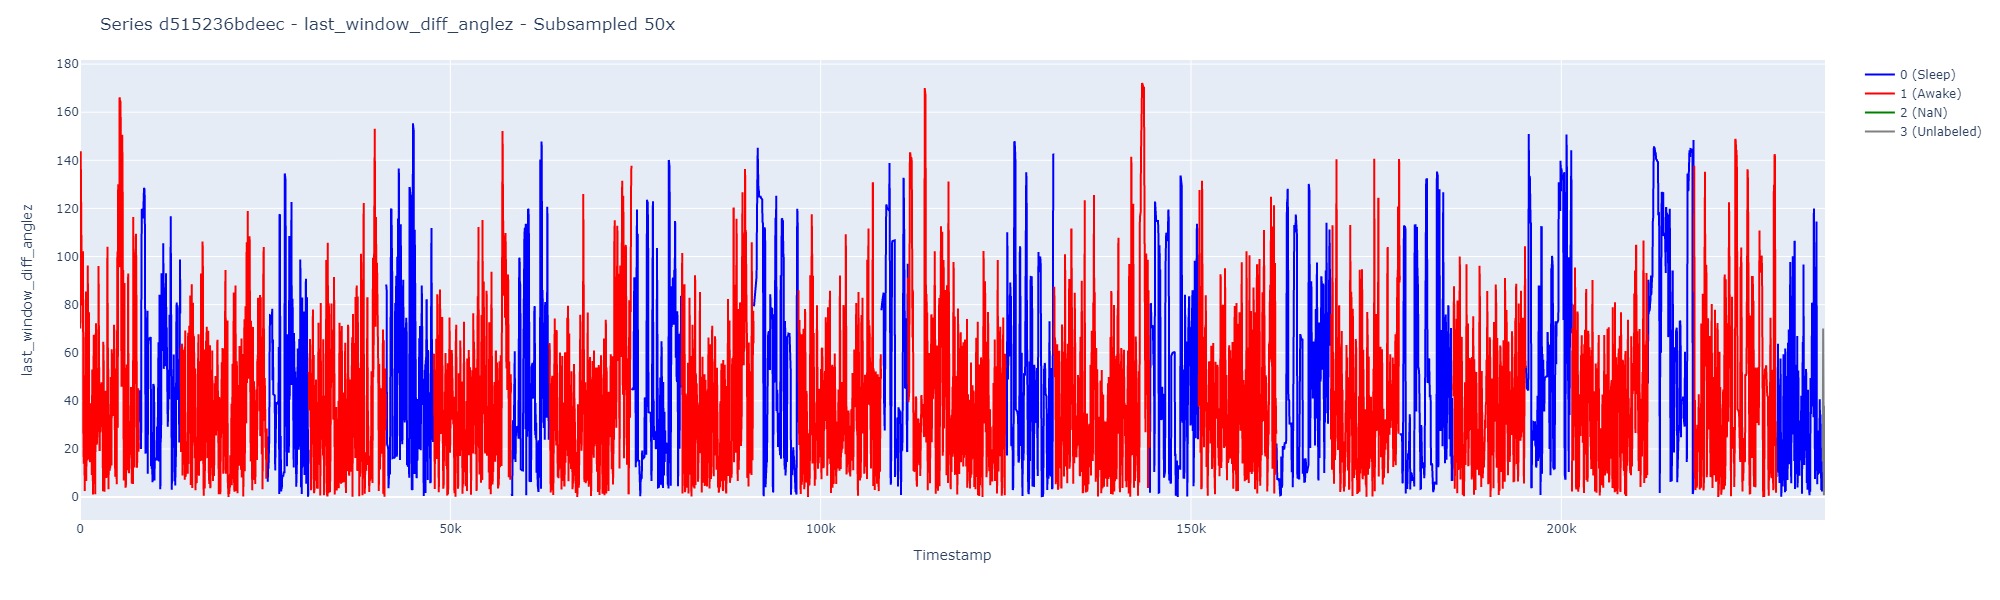 Series d515236bdeec - last_window_diff_anglez - Subsampled 50x
180
160
140
120
100
80
60
40
20
0
last_window_diff_anglez
0
50k
100k
150k
200k
Timestamp
0 (Sleep)
1 (Awake)
2 (NaN)
3 (Unlabeled)